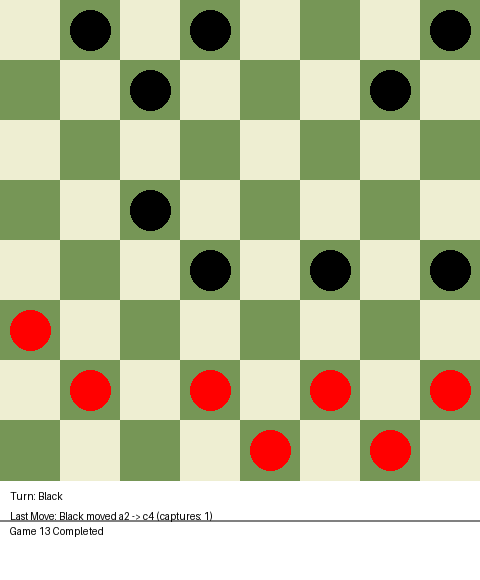 Turn: Black
Last Move: Black moved a2 -> c4 (captures: 1)
Game 13 Completed